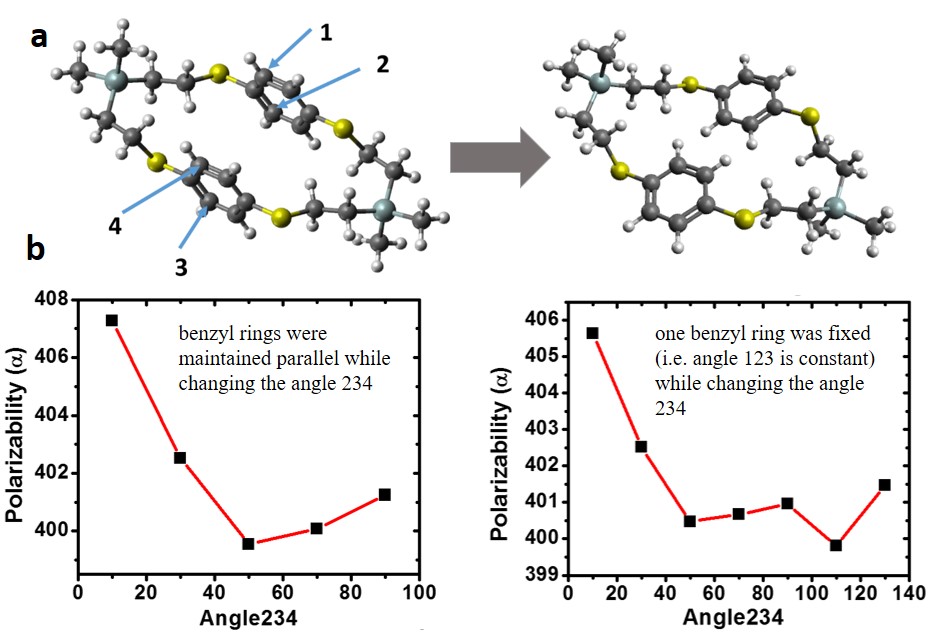 a
1
2
4
3
b
408
406
404
402
400
0
20
40
60
80
100
Polarizability (α)
Angle234
benzyl rings were
maintained parallel while
changing the angle 234
406
405
404
403
402
401
400
399
0
20
40
60
80
100
120
140
Polarizability (α)
Angle234
one benzyl ring was fixed
(i.e. angle 123 is constant)
while changing the angle
234